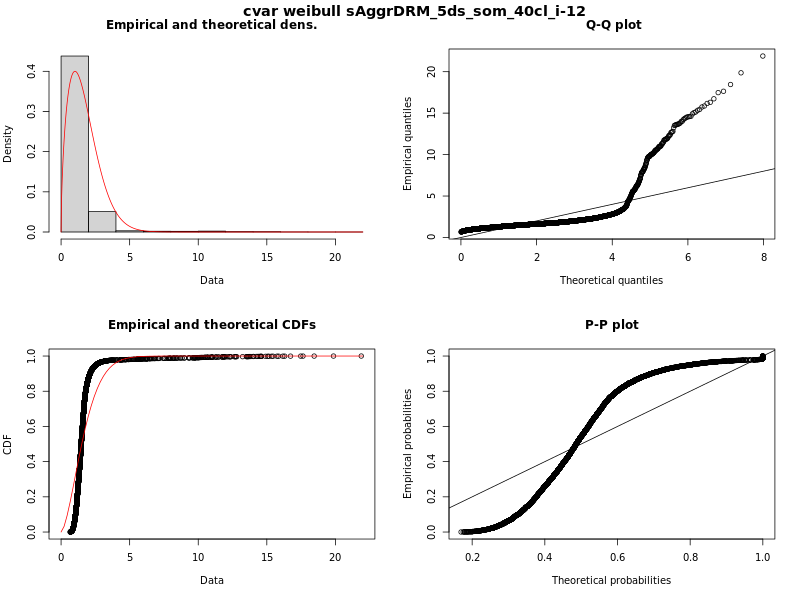 cvar weibull sAggrDRM_5ds_som_40cl_i-12
Empirical and theoretical dens.
Density
0.0 0.1 0.2 0.3 0.4
0 5 10 15 20
Data
Q-Q plot
Empirical quantiles
0 5 10 15 20
0 2 4 6 8
Theoretical quantiles
Empirical and theoretical CDFs
CDF
0.0 0.2 0.4 0.6 0.8 1.0
0 5 10 15 20
Data
P-P plot
Empirical probabilities
0.0 0.2 0.4 0.6 0.8 1.0
0.2 0.4 0.6 0.8 1.0
Theoretical probabilities